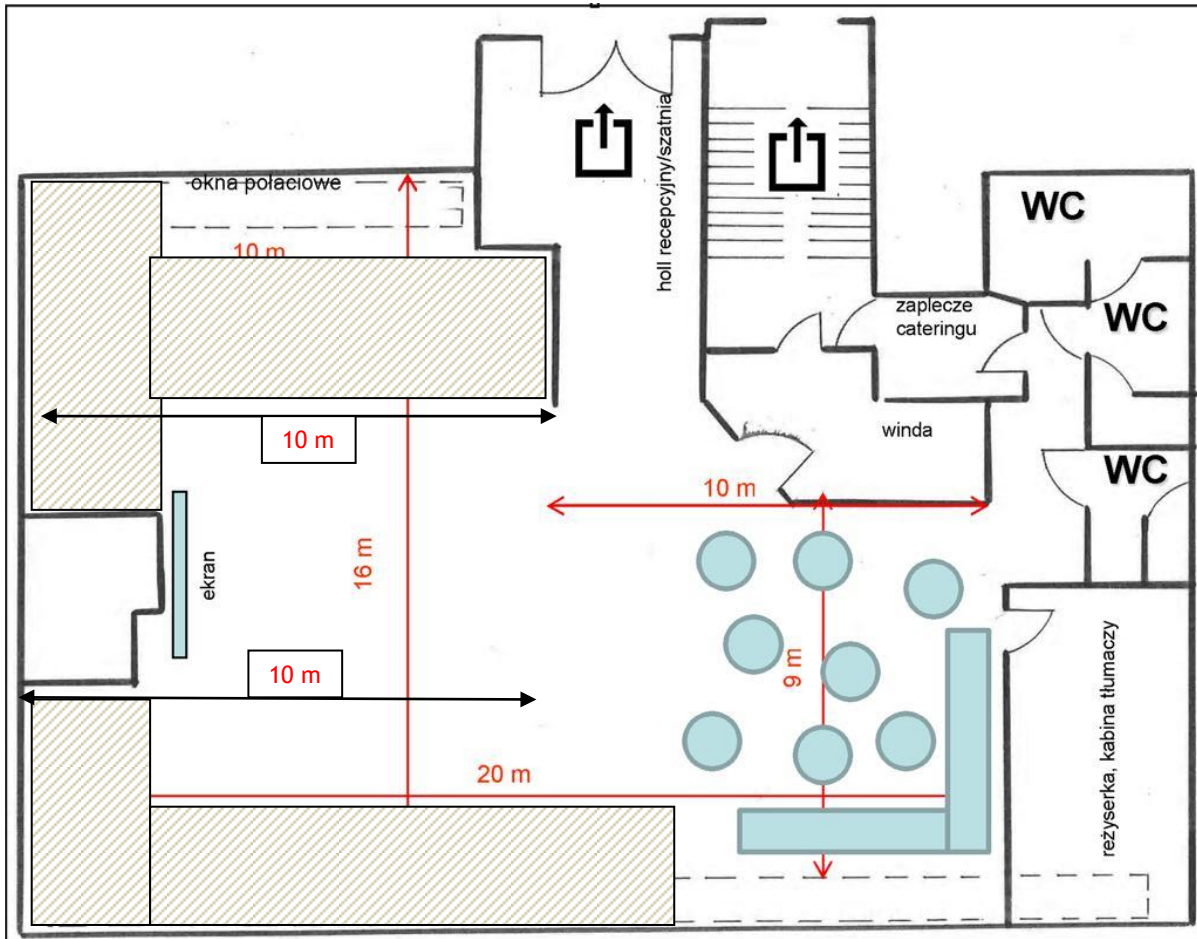 holl recepcyjny/szatnia
WC
okna połaciowe
10 m
zaplecze
cateringu
WC
10 m
winda
WC
10 m
16 m
ekran
10 m
9 m
20 m
reżyserka, kabina tłumaczy